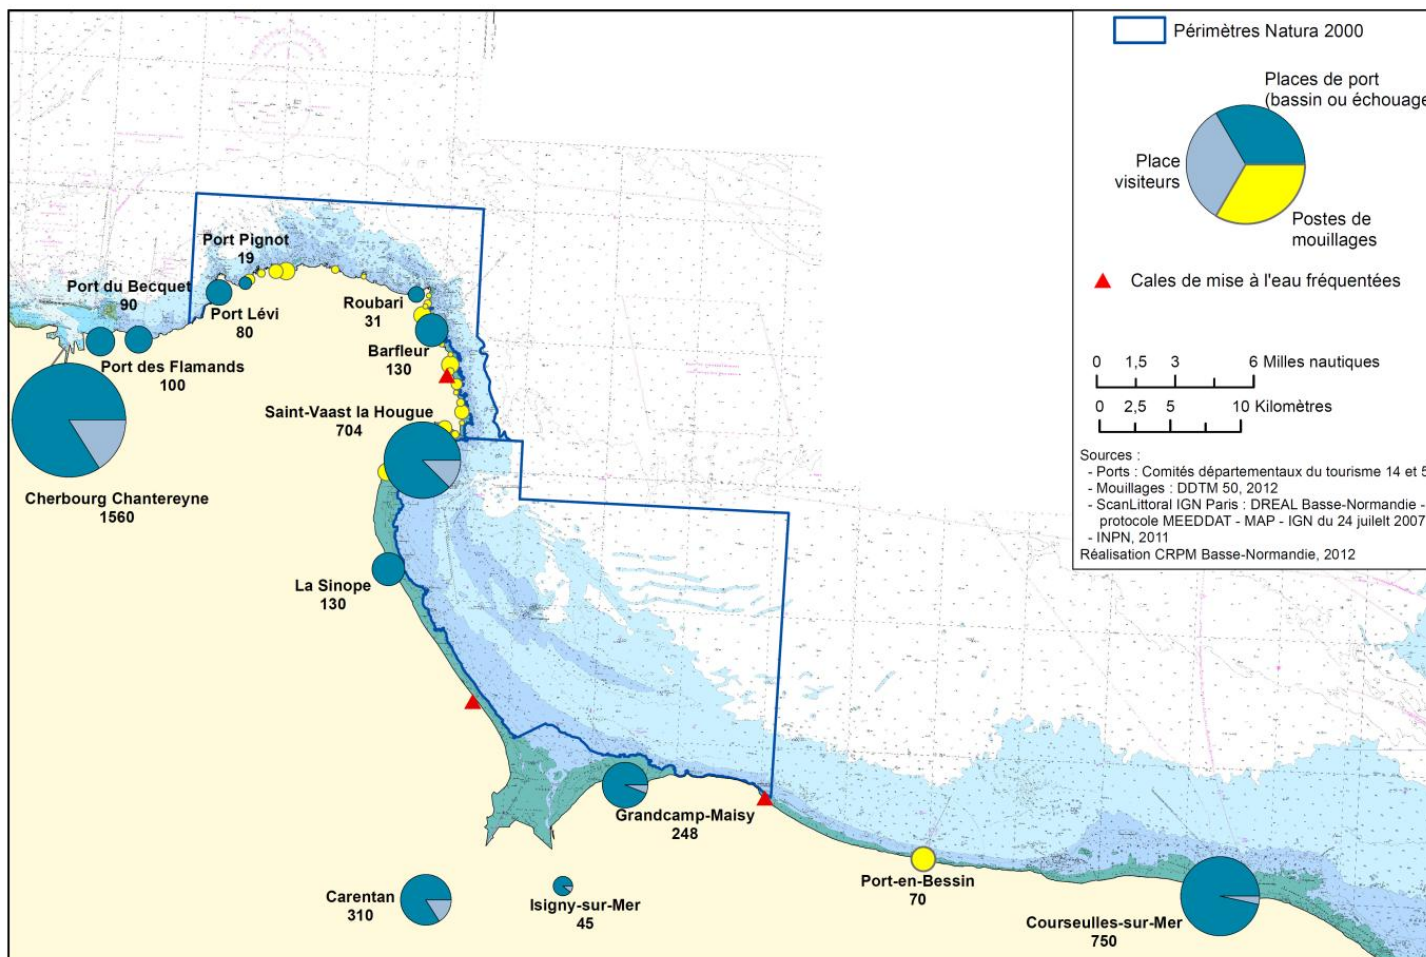 Périmètres Natura 2000
Places de port
(bassin ou échouage
Place
visiteurs
Postes de
mouillages
Cales de mise à l'eau fréquentées
0 1,5 3 6 Milles nautiques
0 2,5 5 10 Kilomètres
Sources :
- Ports : Comités départementaux du tourisme 14 et 5
- Mouillages : DDTM 50, 2012
- ScanLittoral IGN Paris : DREAL Basse-Normandie -
protocole MEEDDAT - MAP - IGN du 24 juilelt 2007
- INPN, 2011
Réalisation CRPM Basse-Normandie, 2012
Port Pignot
19
Port du Becquet
90
Port Lévi
80
Roubari
31
Barfleur
130
Port des Flamands
100
Saint-Vaast la Hougue
704
Cherbourg Chantereyne
1560
La Sinope
130
Grandcamp-Maisy
248
Port-en-Bessin
70
Carentan
310
Isigny-sur-Mer
45
Courseulles-sur-Mer
750